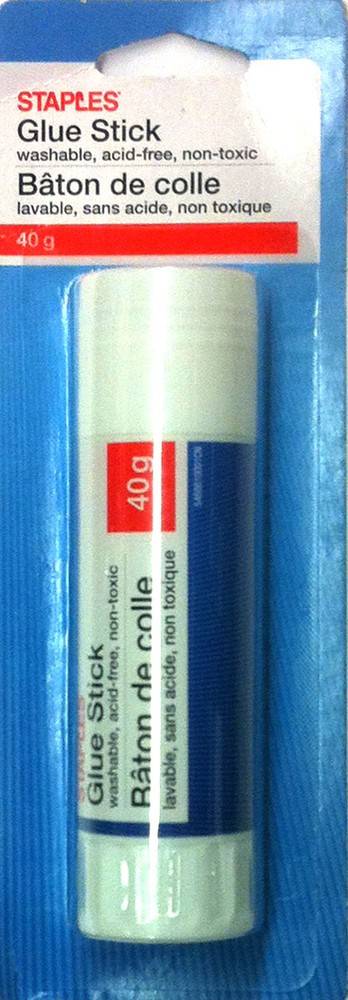 STAPLES
Glue Stick
washable, acid-free, non-toxic
Bâton de colle
lavable, sans acide, non toxique
40 g
40 g
STAPLES
Glue Stick
washable, acid-free, non-toxic
Bâton de colle
lavable, sans acide, non toxique